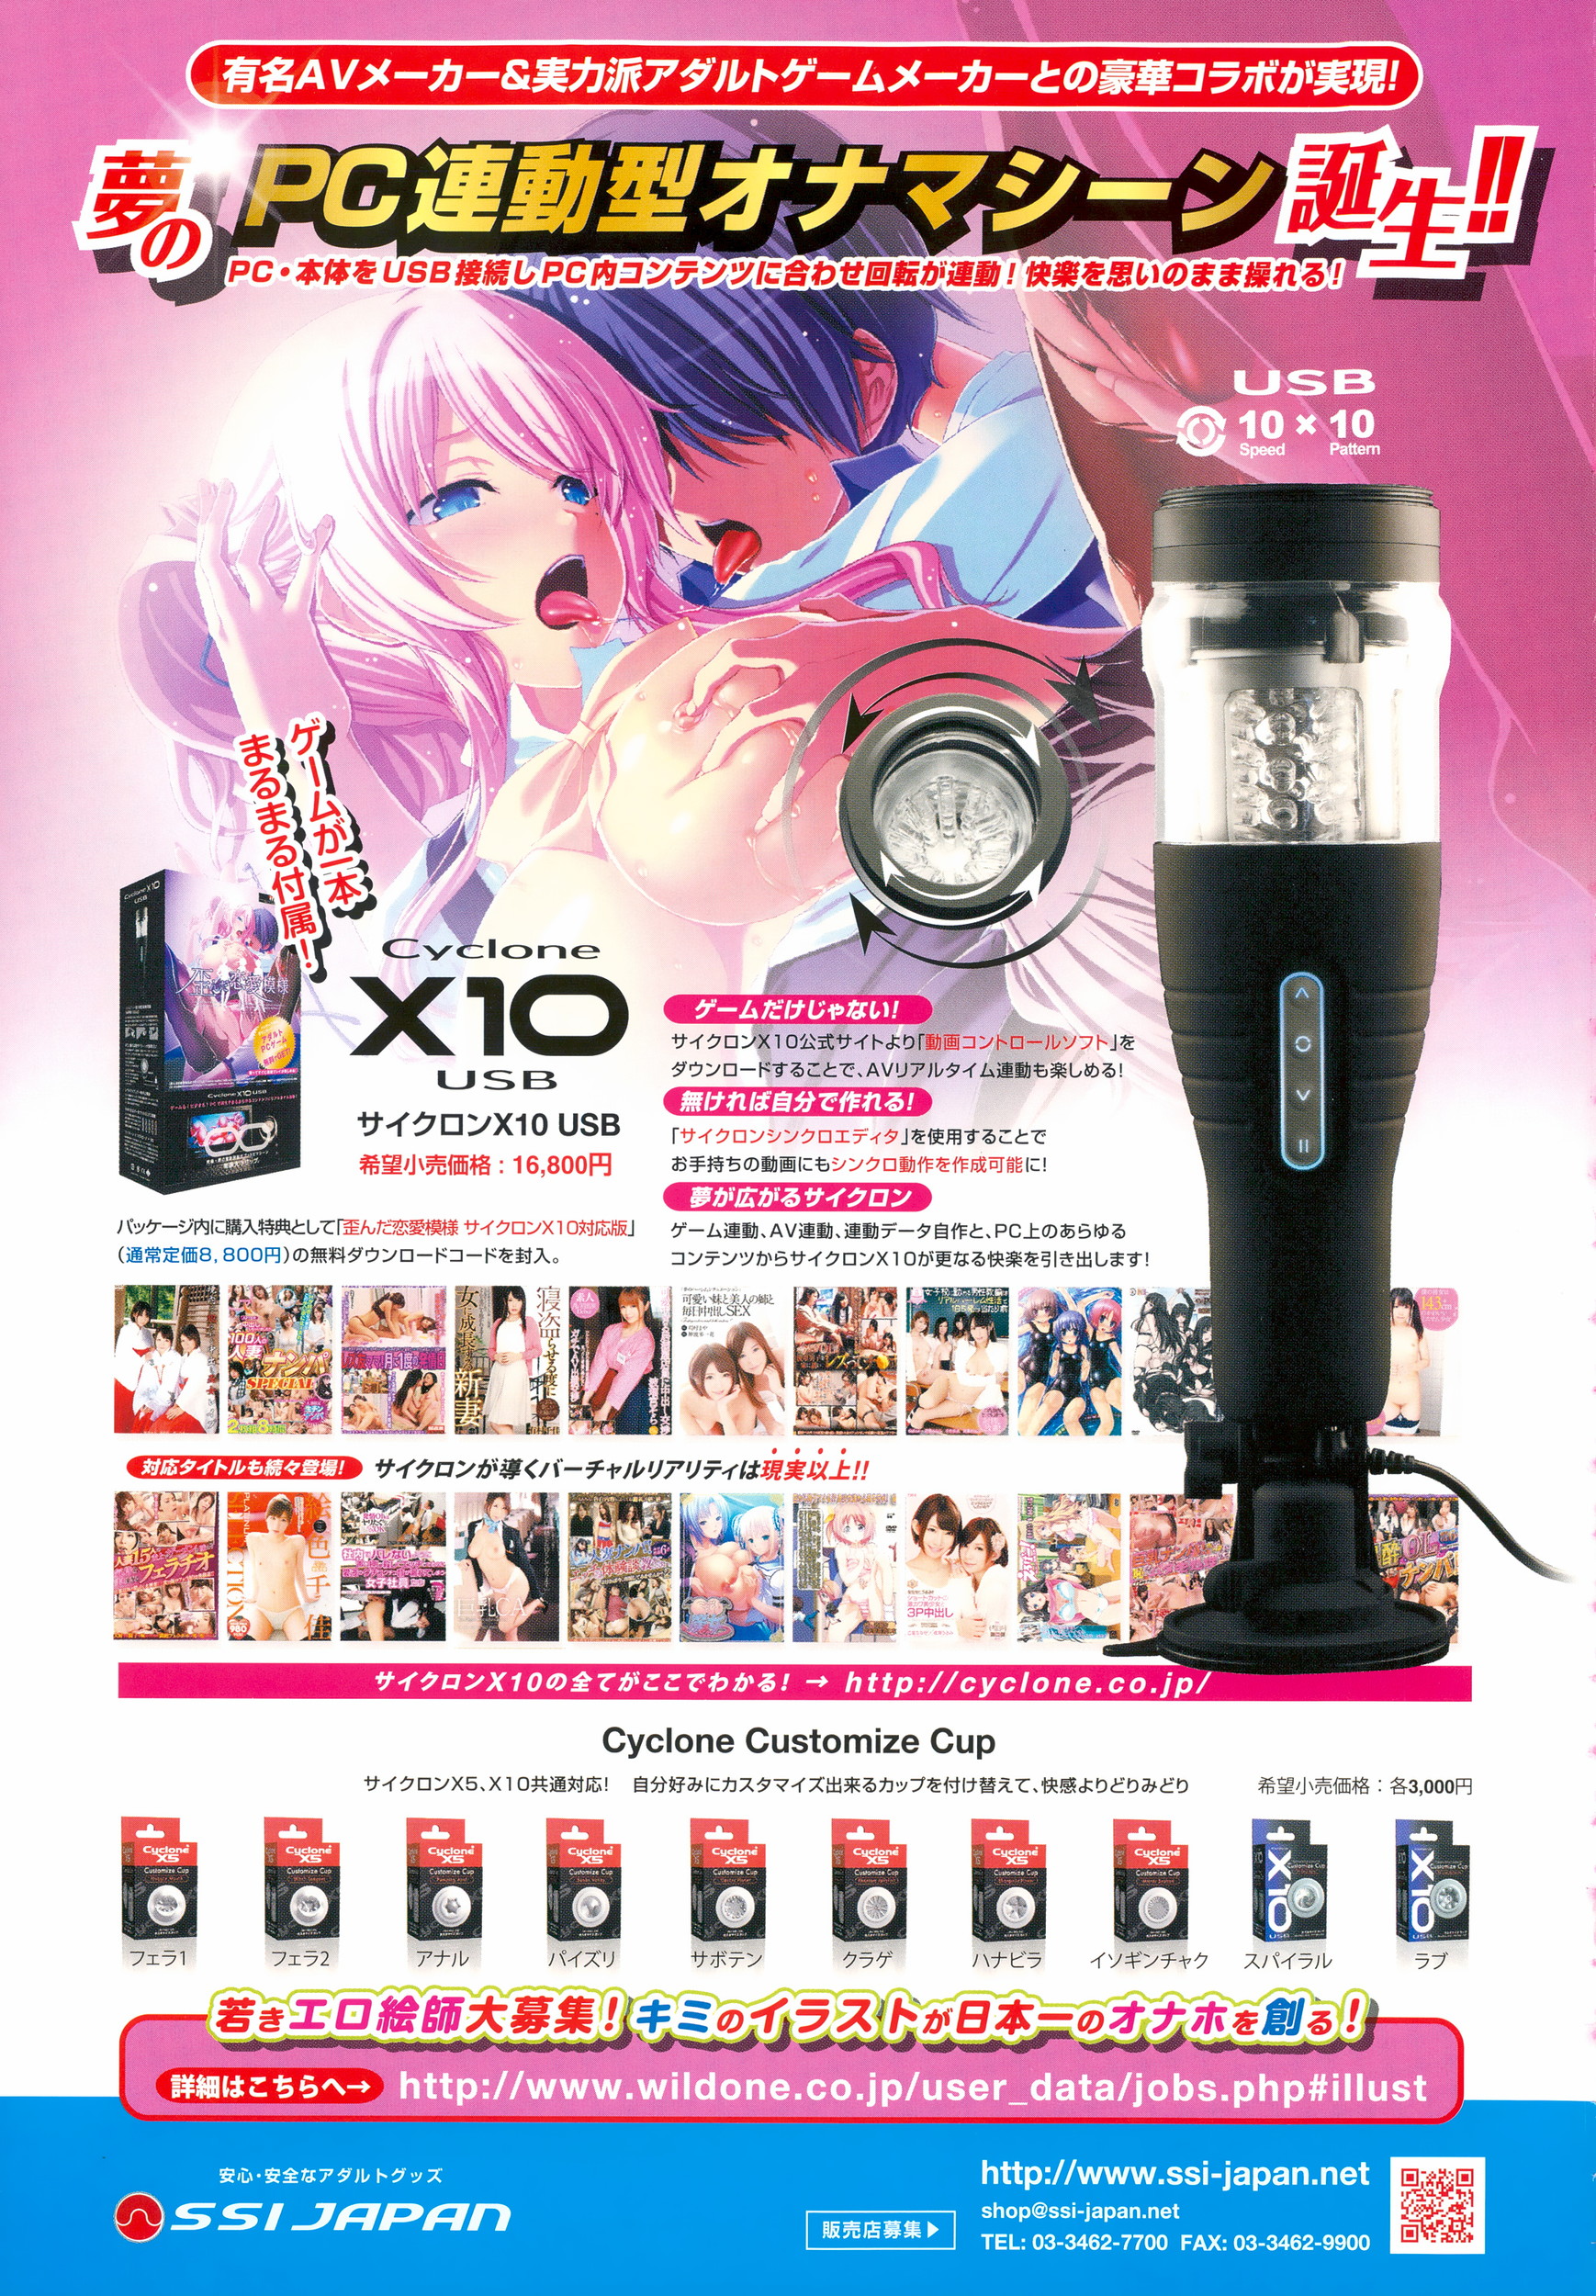 有名AVメーカー&実力派アダルトゲームメーカーとの豪華コラボが実現!
夢のPC連動型オナマシーン誕生!!
PC・本体をUSB接続しPC内コンテンツに合わせ回転が連動!快楽を思いのまま操れる!
USB
10 × 10
Speed Pattern
ゲームが一本
まるまる付属!
Cyclone
X10
USB
サイクロンX10 USB
希望小売価格：16,800円
パッケージ内に購入特典として「歪んだ恋愛模様 サイクロンX10対応版」
（通常定価8,800円）の無料ダウンロードコードを封入。
ゲームだけじゃない!
サイクロンX10公式サイトより「動画コントロールソフト」を
ダウンロードすることで、AVリアルタイム連動も楽しめる!
無ければ自分で作れる!
「サイクロンシンクロエディタ」を使用することで
お手持ちの動画にもシンクロ動作を作成可能に!
夢が広がるサイクロン
ゲーム連動、AV連動、連動データ自作と、PC上のあらゆる
コンテンツからサイクロンX10が更なる快楽を引き出します!
対応タイトルも続々登場! サイクロンが導くバーチャルリアリティは現実以上!!
サイクロンX10の全てがここでわかる! → http://cyclone.co.jp/
Cyclone Customize Cup
サイクロンX5、X10共通対応! 自分好みにカスタマイズ出来るカップを付け替えて、快感よりどりみどり 希望小売価格：各3,000円
フェラ1 フェラ2 アナル パイズリ サボテン クラゲ ハナビラ イソギンチャク スパイラル ラブ
若きエロ絵師大募集!キミのイラストが日本一のオナホを創る!
詳細はこちらへ→ http://www.wildone.co.jp/user_data/jobs.php#illust
安心・安全なアダルトグッズ
SSI JAPAN
販売店募集▶
http://www.ssi-japan.net
shop@ssi-japan.net
TEL: 03-3462-7700 FAX: 03-3462-9900